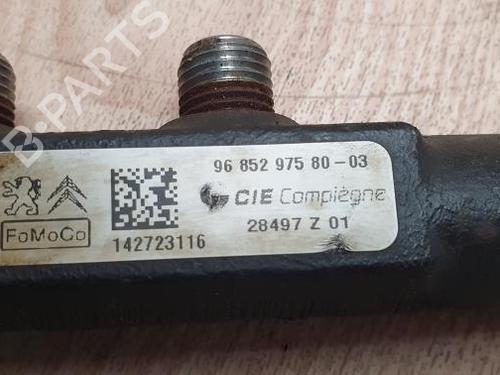 B-PARTS
96 852 975 80-03
CIE Compiègne
28497 Z 01
FoMoCo
142723116